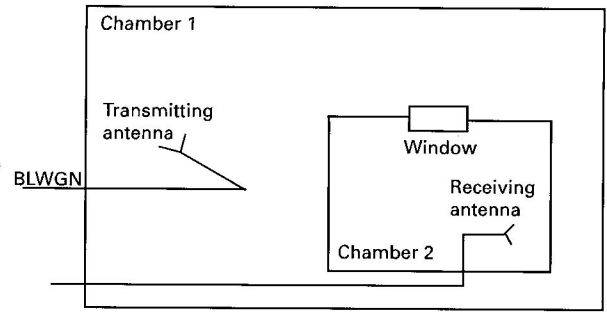 Chamber 1
Transmitting
antenna
BLWGN
Window
Receiving
antenna
Chamber 2